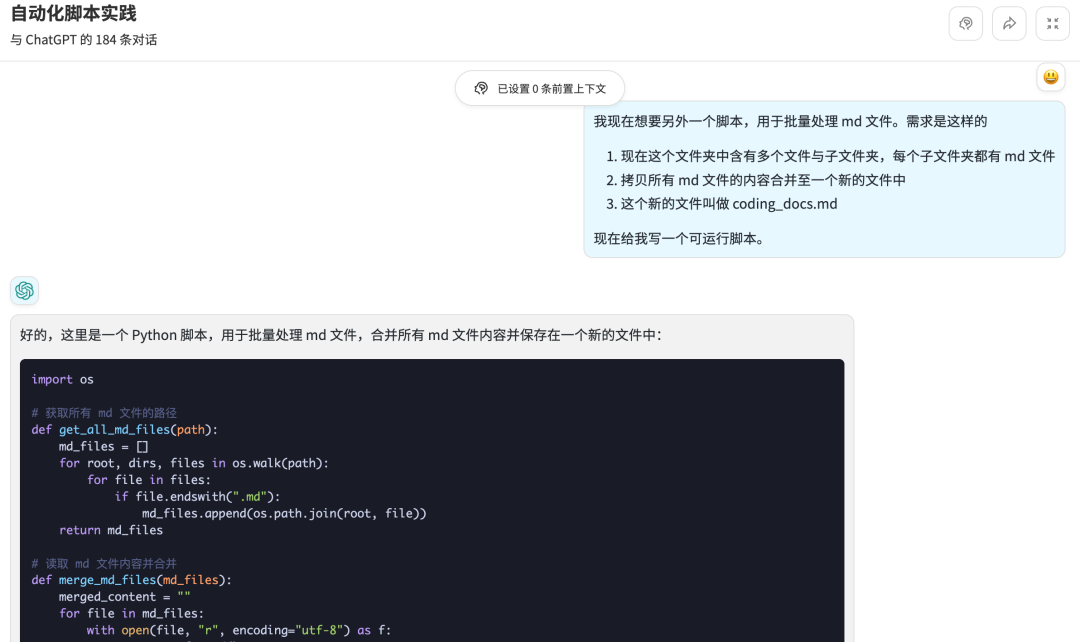 自动化脚本实践
与 ChatGPT 的 184 条对话
已设置 0 条前置上下文
我现在想要另外一个脚本，用于批量处理 md 文件。需求是这样的
1. 现在这个文件夹中含有多个文件与子文件夹，每个子文件夹都有 md 文件
2. 拷贝所有 md 文件的内容合并至一个新的文件中
3. 这个新的文件叫做 coding_docs.md
现在给我写一个可运行脚本。
好的，这里是一个 Python 脚本，用于批量处理 md 文件，合并所有 md 文件内容并保存在一个新的文件中：
import os
# 获取所有 md 文件的路径
def get_all_md_files(path):
    md_files = []
    for root, dirs, files in os.walk(path):
        for file in files:
            if file.endswith(".md"):
                md_files.append(os.path.join(root, file))
    return md_files
# 读取 md 文件内容并合并
def merge_md_files(md_files):
    merged_content = ""
    for file in md_files:
        with open(file, "r", encoding="utf-8") as f: